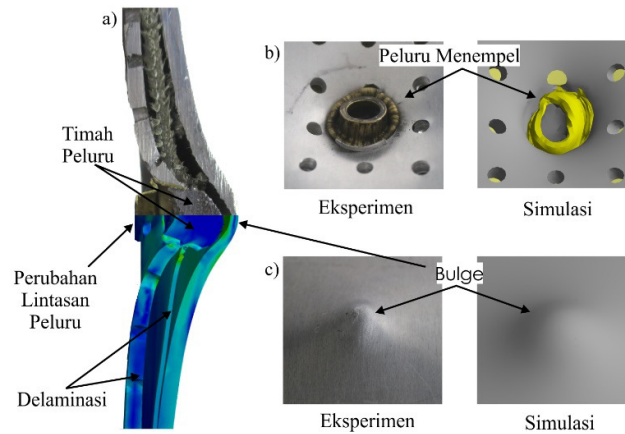 a)
Timah
Peluru
Perubahan
Lintasan
Peluru
Delaminasi
b)
Peluru Menempel
Eksperimen
Simulasi
c)
Bulge
Eksperimen
Simulasi